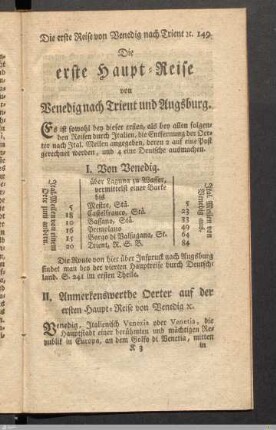 Die erste Reise von Venedig nach Trient ꝛc. 149
Die
erste Haupt-Reise
von
Venedig nach Trient und Augsburg.
Es ist sowohl bey dieser ersten, als bey allen folgen-
den Reisen durch Italien, die Entfernung der Oer-
ter nach Ital. Meilen angegeben, deren 8 auf eine Post
gerechnet werden, und 4 eine Deutsche ausmachen.
I. Von Venedig.
über Laguna zu Wasser,
vermittelst einer Barke
bis
5 Mestre, Stä. 5
18 Castelfranco, Stä. 23
10 Bassano, Stä. 33
16 Primolano 40
15 Borgo di Valsugana, St. 64
20 Trient, R. S. B. 84
Die Route von hier über Inspruck nach Augsburg
findet man bey der vierten Hauptreise durch Deutsch-
land. S. 241 im ersten Theile.
II. Anmerkenswerthe Oerter auf der
ersten Haupt-Reise von Venedig ꝛc.
Venedig, Italienisch Venezia oder Venetia, die
Hauptstadt einer berühmten und mächtigen Re-
publik in Europa, an dem Golfo di Venezia, mitten
K 3 in